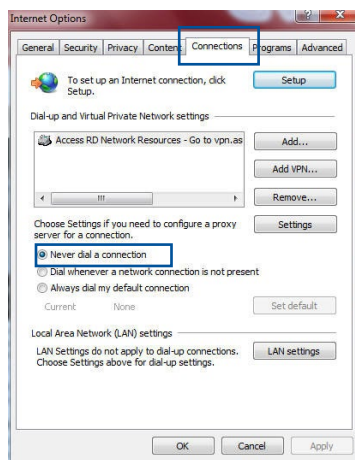 Internet Options
General Security Privacy Content Connections Programs Advanced
To set up an Internet connection, click
Setup.
Setup
Dial-up and Virtual Private Network settings
Access RD Network Resources - Go to vpn.as
Add...
Add VPN...
Remove...
Choose Settings if you need to configure a proxy
server for a connection.
Settings
Never dial a connection
Dial whenever a network connection is not present
Always dial my default connection
Current None
Set default
Local Area Network (LAN) settings
LAN Settings do not apply to dial-up connections.
Choose Settings above for dial-up settings.
LAN settings
OK Cancel Apply